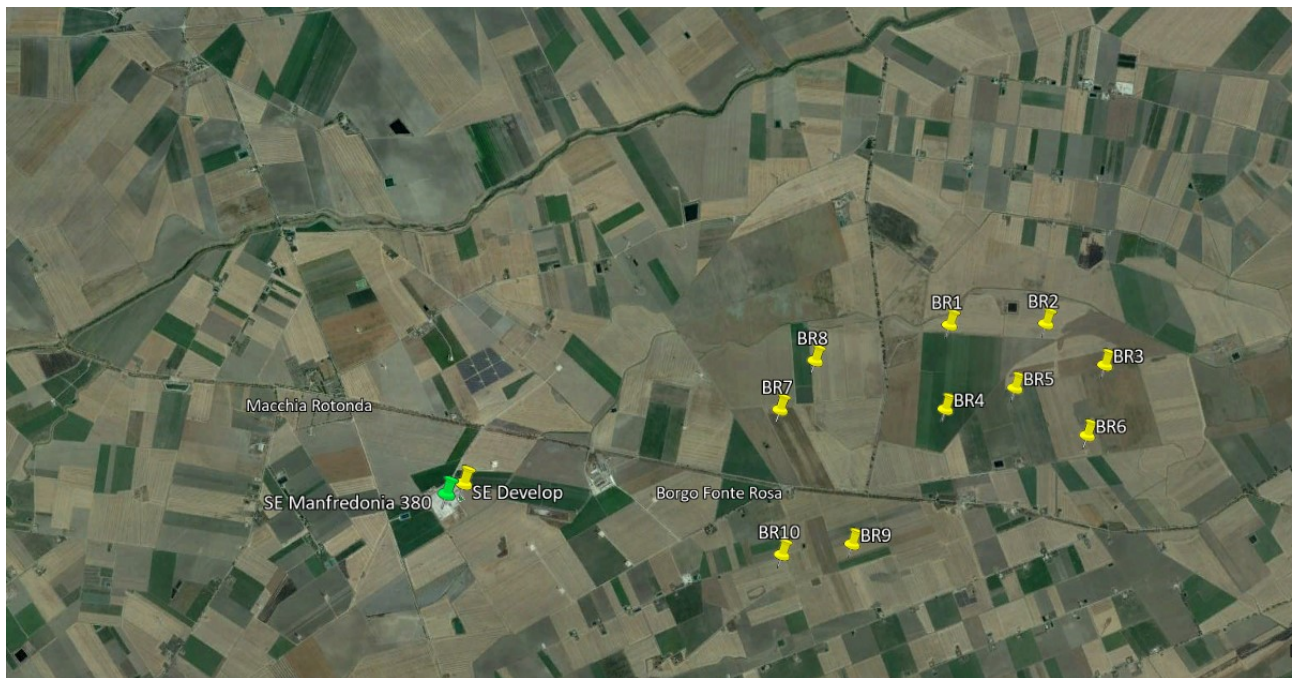 BR1
BR2
BR8
BR3
BR5
BR7
BR4
Macchia Rotonda
BR6
SE Develop
Borgo Fonte Rosa
SE Manfredonia 380
BR10
BR9